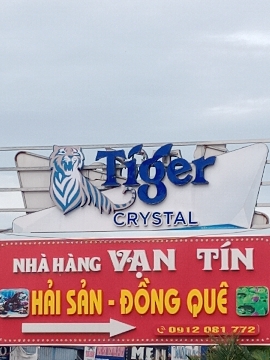 Tiger
CRYSTAL
NHÀ HÀNG VẠN TÍN
HẢI SẢN - ĐỒNG QUÊ
0912 081 772